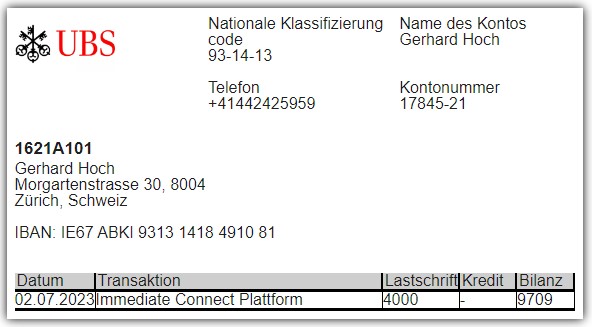 UBS
Nationale Klassifizierung
code
93-14-13
Name des Kontos
Gerhard Hoch
Telefon
+41442425959
Kontonummer
17845-21
1621A101
Gerhard Hoch
Morgartenstrasse 30, 8004
Zürich, Schweiz
IBAN: IE67 ABKI 9313 1418 4910 81
Datum Transaktion Lastschrift Kredit Bilanz
02.07.2023 Immediate Connect Plattform 4000 - 9709